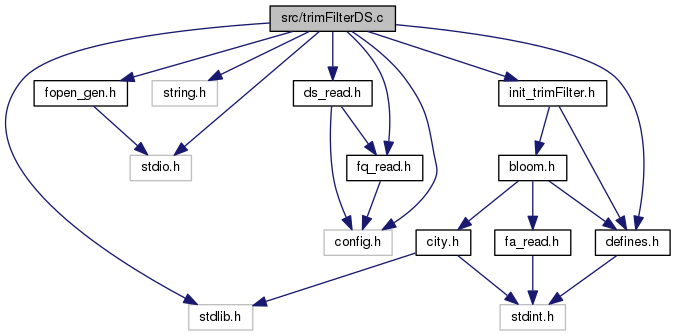 src/trimFilterDS.c
fopen_gen.h
string.h
ds_read.h
init_trimFilter.h
stdio.h
fq_read.h
bloom.h
config.h
city.h
fa_read.h
defines.h
stdlib.h
stdint.h